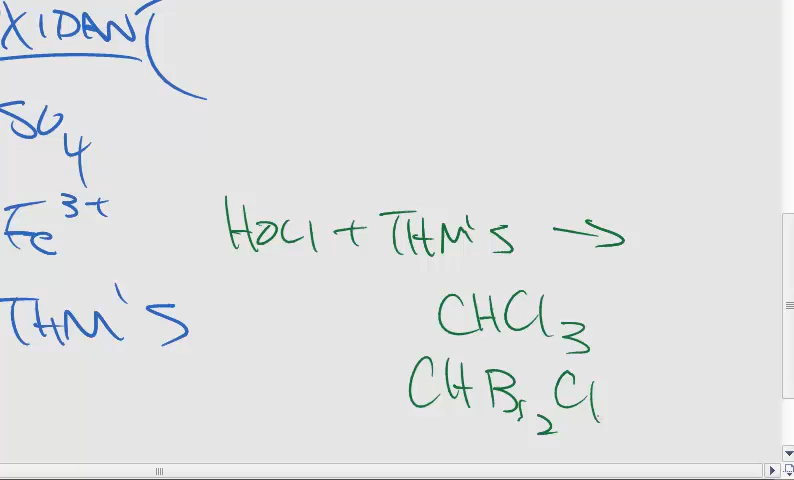 XIDAN(
SO4
Fe3+
THM's
HOCl + THM's →
CHCl3
CHBr2Cl